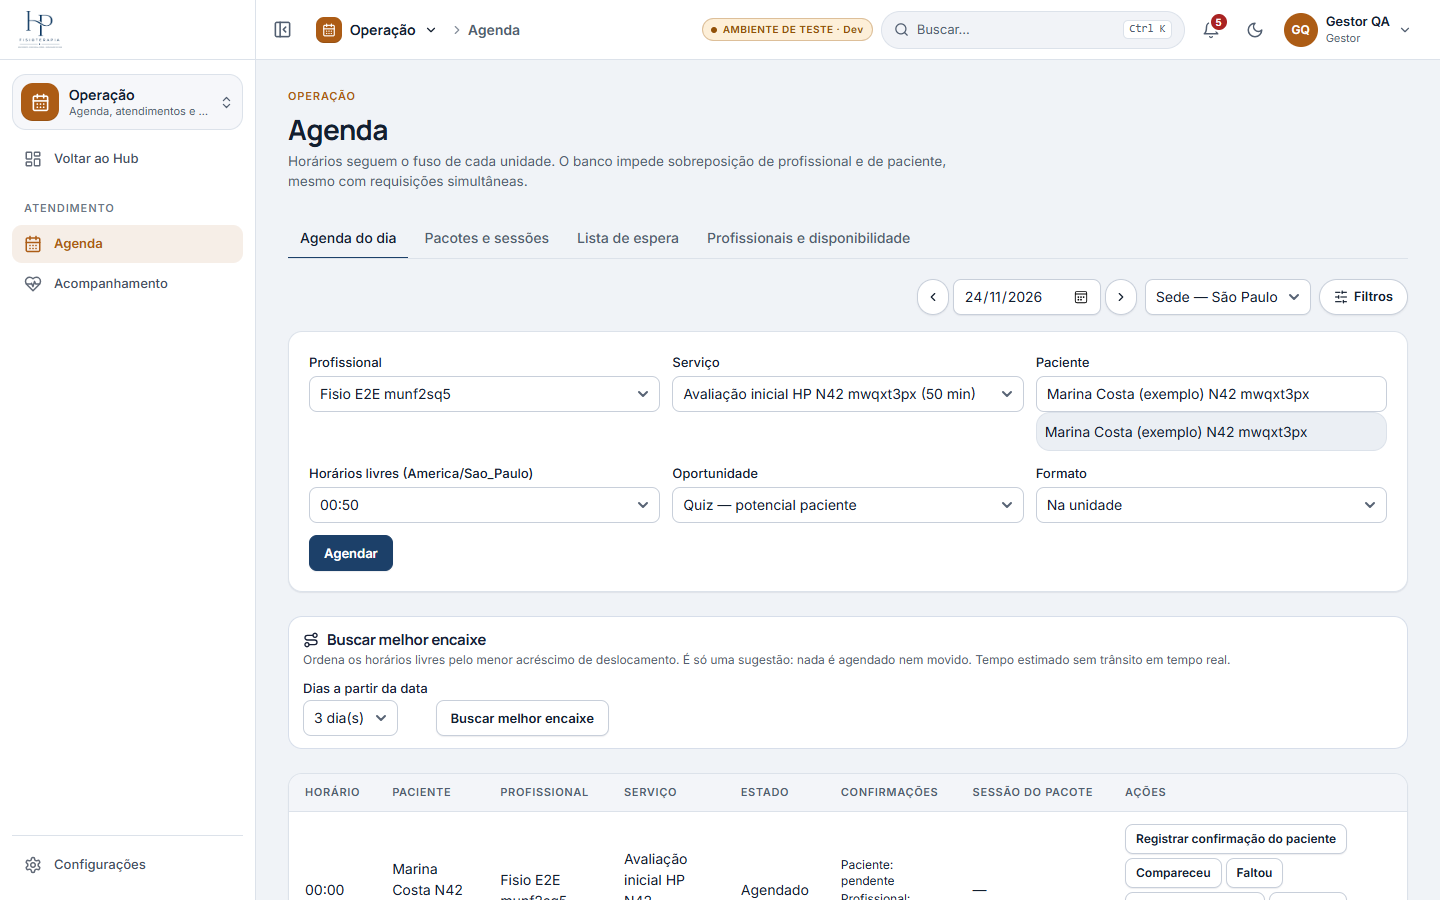 hp
FISIOTERAPIA
Operação
Agenda
AMBIENTE DE TESTE · Dev
Buscar...
Ctrl K
5
GQ
Gestor QA
Gestor
Operação
Agenda, atendimentos e ...
Voltar ao Hub
ATENDIMENTO
Agenda
Acompanhamento
Configurações
OPERAÇÃO
Agenda
Horários seguem o fuso de cada unidade. O banco impede sobreposição de profissional e de paciente,
mesmo com requisições simultâneas.
Agenda do dia
Pacotes e sessões
Lista de espera
Profissionais e disponibilidade
24/11/2026
Sede — São Paulo
Filtros
Profissional
Serviço
Paciente
Fisio E2E munf2sq5
Avaliação inicial HP N42 mwqxt3px (50 min)
Marina Costa (exemplo) N42 mwqxt3px
Marina Costa (exemplo) N42 mwqxt3px
Horários livres (America/Sao_Paulo)
Oportunidade
Formato
00:50
Quiz — potencial paciente
Na unidade
Agendar
Buscar melhor encaixe
Ordena os horários livres pelo menor acréscimo de deslocamento. É só uma sugestão: nada é agendado nem movido. Tempo estimado sem trânsito em tempo real.
Dias a partir da data
3 dia(s)
Buscar melhor encaixe
HORÁRIO
PACIENTE
PROFISSIONAL
SERVIÇO
ESTADO
CONFIRMAÇÕES
SESSÃO DO PACOTE
AÇÕES
00:00
Marina
Costa N42
Fisio E2E
munf2sq5
Avaliação
inicial HP
N42
Agendado
Paciente:
pendente
Profissional:
—
Registrar confirmação do paciente
Compareceu
Faltou